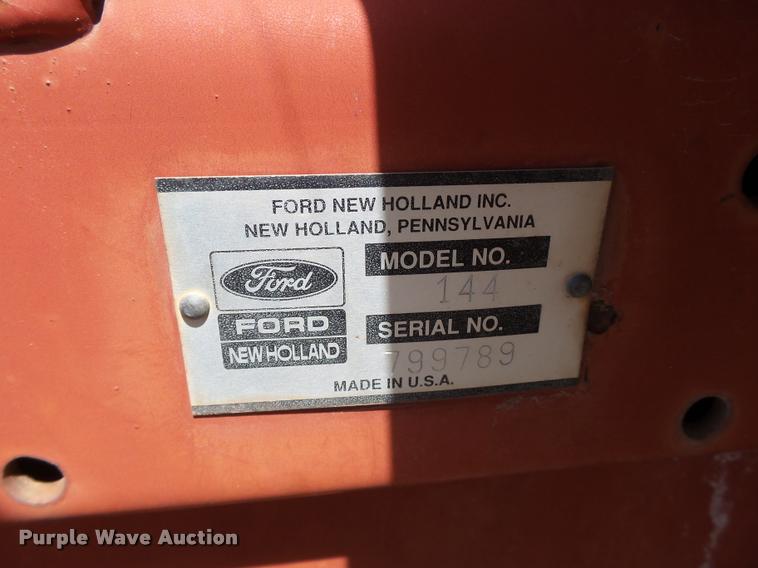 FORD NEW HOLLAND INC.
NEW HOLLAND, PENNSYLVANIA
Ford
FORD
NEW HOLLAND
MODEL NO.
144
SERIAL NO.
799789
MADE IN U.S.A.
Purple Wave Auction